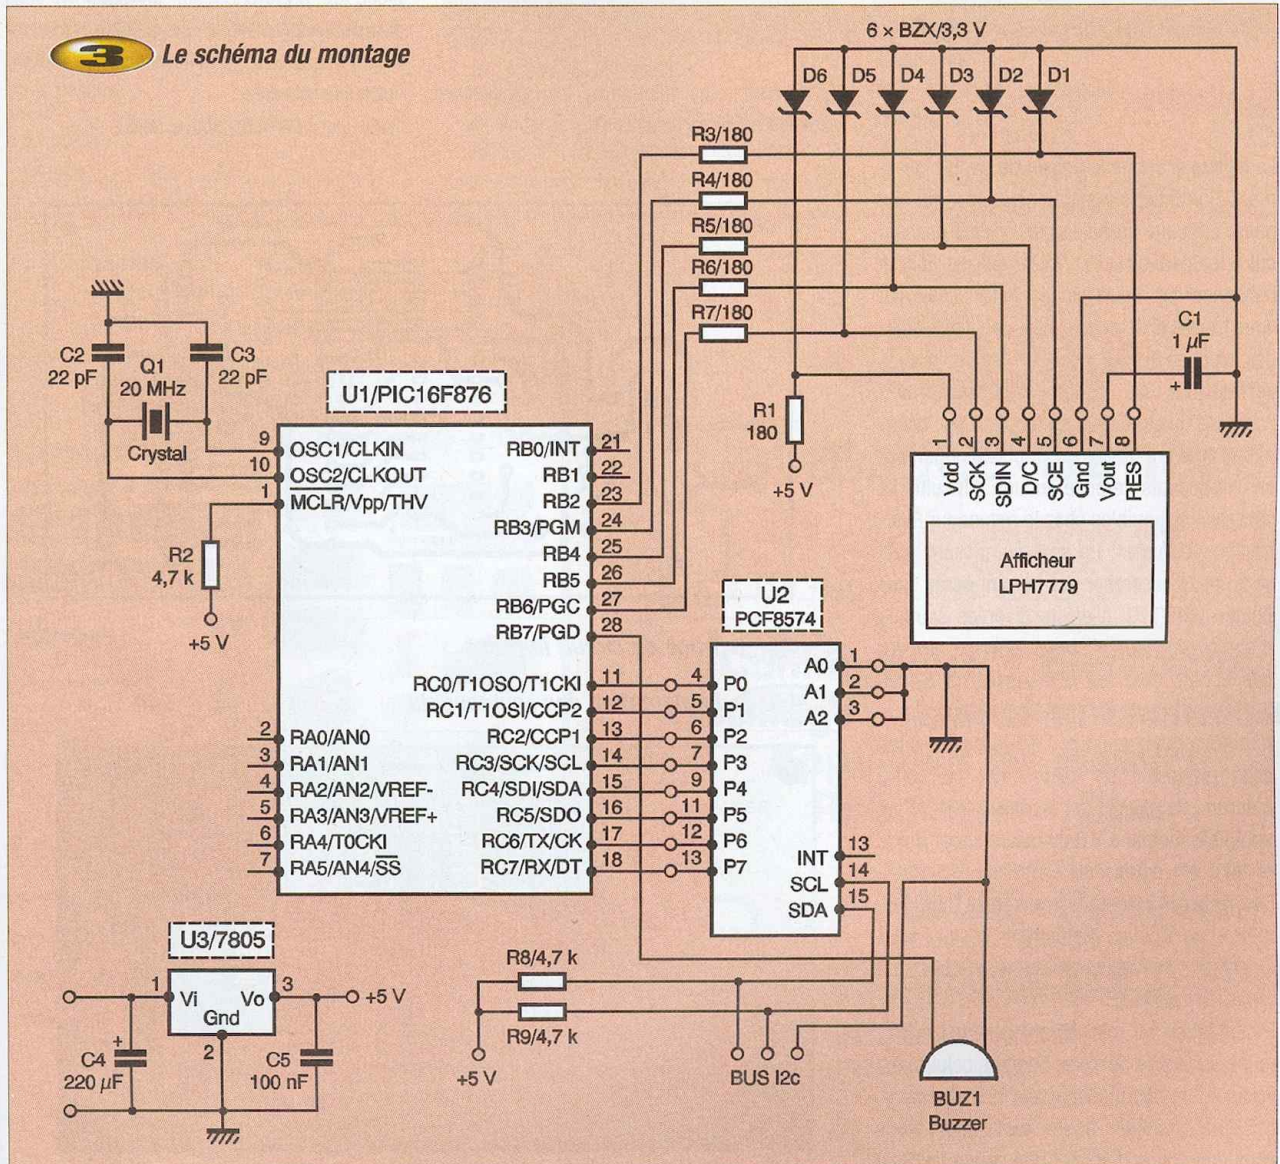 3 Le schéma du montage
6 × BZX/3,3 V
D6 D5 D4 D3 D2 D1
R3/180
R4/180
R5/180
R6/180
R7/180
C1
1 µF
+
R1
180
+5 V
C2
22 pF
C3
22 pF
Q1
20 MHz
Crystal
U1/PIC16F876
9 OSC1/CLKIN
10 OSC2/CLKOUT
1 MCLR/Vpp/THV
R2
4,7 k
+5 V
2 RA0/AN0
3 RA1/AN1
4 RA2/AN2/VREF-
5 RA3/AN3/VREF+
6 RA4/T0CKI
7 RA5/AN4/SS
RB0/INT 21
RB1 22
RB2 23
RB3/PGM 24
RB4 25
RB5 26
RB6/PGC 27
RB7/PGD 28
RC0/T1OSO/T1CKI 11
RC1/T1OSI/CCP2 12
RC2/CCP1 13
RC3/SCK/SCL 14
RC4/SDI/SDA 15
RC5/SDO 16
RC6/TX/CK 17
RC7/RX/DT 18
1 2 3 4 5 6 7 8
Vdd SCK SDIN D/C SCE Gnd Vout RES
Afficheur
LPH7779
U2
PCF8574
4 P0
5 P1
6 P2
7 P3
9 P4
11 P5
12 P6
13 P7
A0 1
A1 2
A2 3
INT 13
SCL 14
SDA 15
U3/7805
1 Vi Vo 3
Gnd
2
+5 V
+
C4
220 µF
C5
100 nF
R8/4,7 k
R9/4,7 k
+5 V
BUS I2c
BUZ1
Buzzer